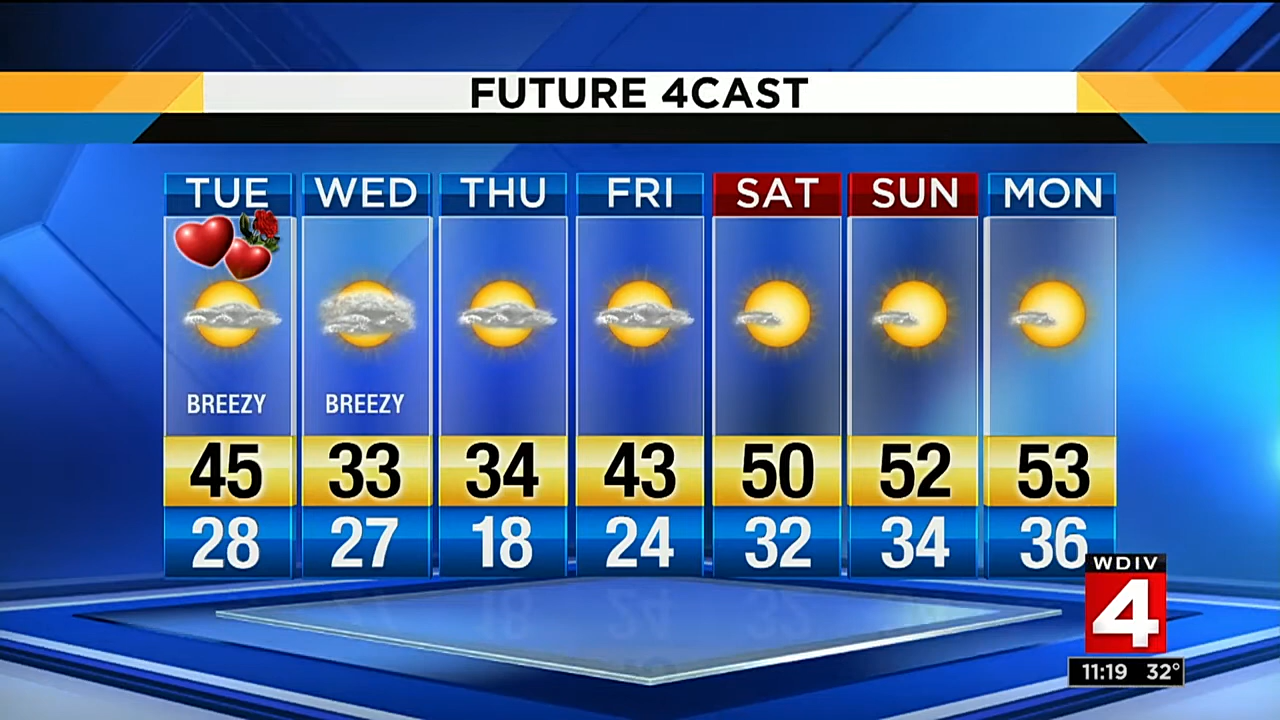 FUTURE 4CAST
TUE WED THU FRI SAT SUN MON
BREEZY BREEZY
45 33 34 43 50 52 53
28 27 18 24 32 34 36
WDIV
4
11:19 32°